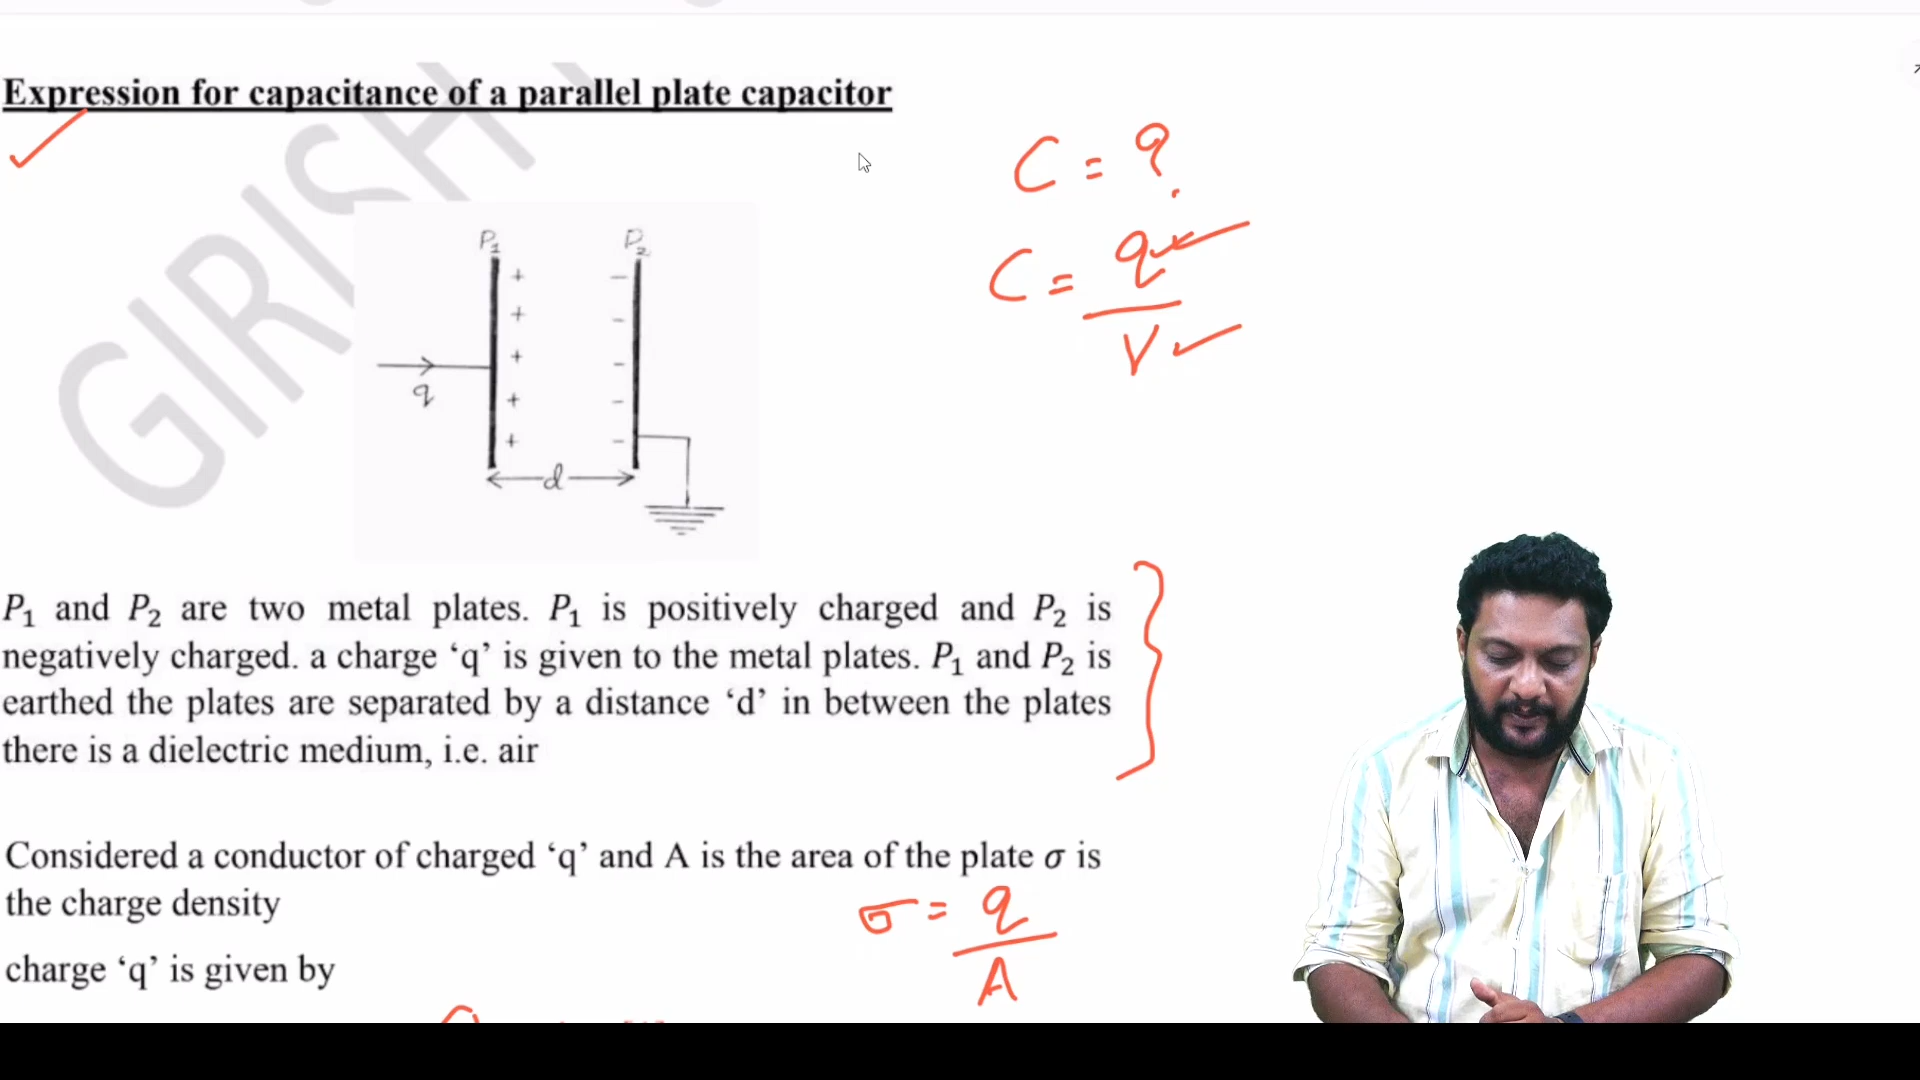 Expression for capacitance of a parallel plate capacitor
GIRISH
C = ?
C = q
V
P₁ P₂
+ −
+ −
+ −
q
+ −
+ −
d
P₁ and P₂ are two metal plates. P₁ is positively charged and P₂ is
negatively charged. a charge ‘q’ is given to the metal plates. P₁ and P₂ is
earthed the plates are separated by a distance ‘d’ in between the plates
there is a dielectric medium, i.e. air
Considered a conductor of charged ‘q’ and A is the area of the plate σ is
the charge density
σ = q
A
charge ‘q’ is given by